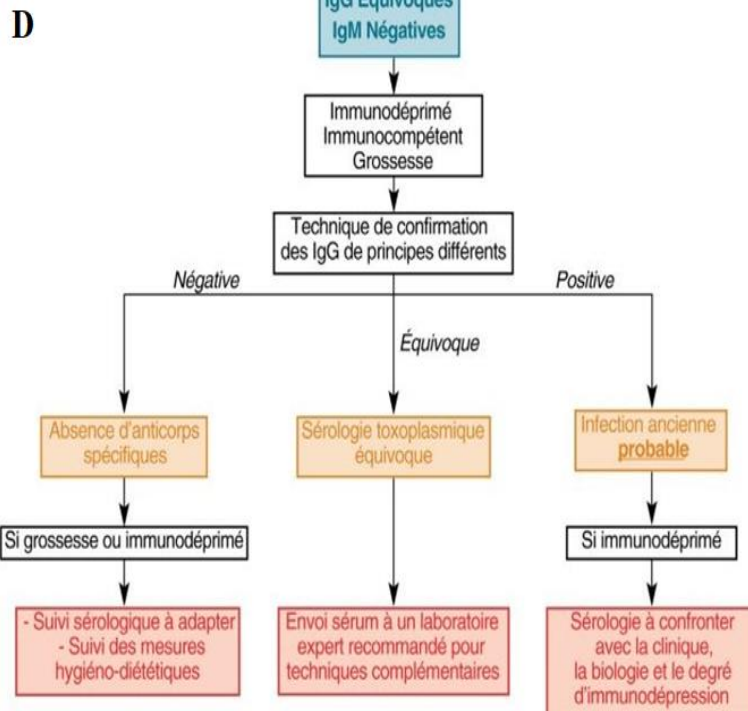 D
IgG Équivoques
IgM Négatives
Immunodéprimé
Immunocompétent
Grossesse
Technique de confirmation
des IgG de principes différents
Négative
Positive
Équivoque
Absence d'anticorps
spécifiques
Sérologie toxoplasmique
équivoque
Infection ancienne
probable
Si grossesse ou immunodéprimé
Si immunodéprimé
- Suivi sérologique à adapter
- Suivi des mesures
hygiéno-diététiques
Envoi sérum à un laboratoire
expert recommandé pour
techniques complémentaires
Sérologie à confronter
avec la clinique,
la biologie et le degré
d'immunodépression